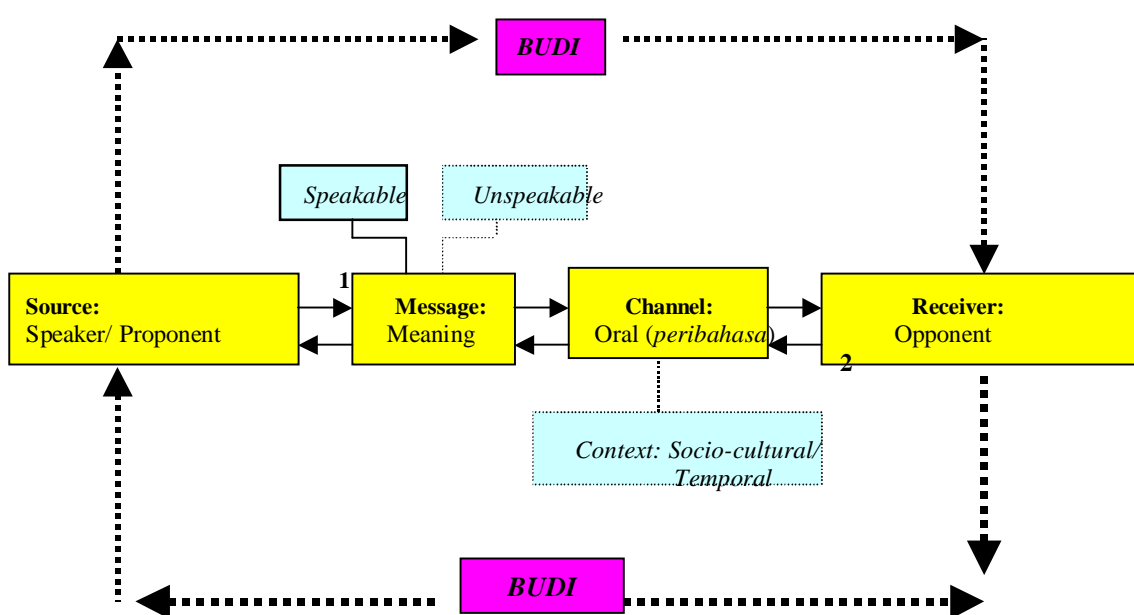 BUDI
Speakable
Unspeakable
1
Source:
Speaker/ Proponent
Message:
Meaning
Channel:
Oral (peribahasa)
Receiver:
Opponent
2
Context: Socio-cultural/
Temporal
BUDI